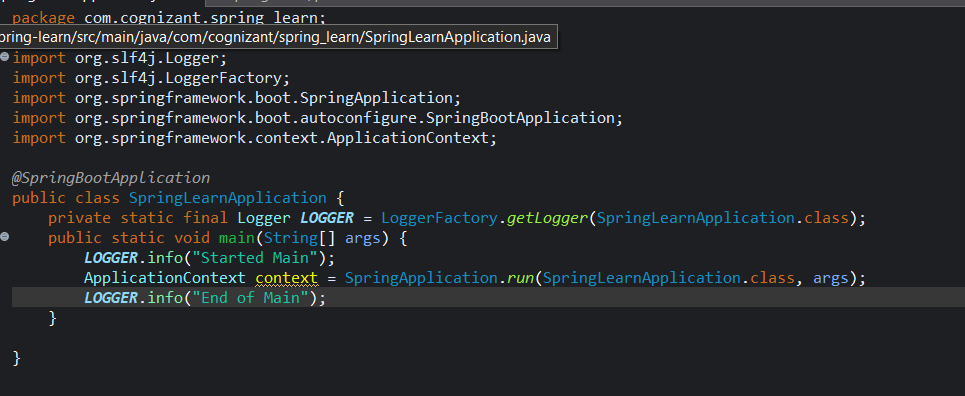 package com.cognizant.spring_learn;
pring-learn/src/main/java/com/cognizant/spring_learn/SpringLearnApplication.java
import org.slf4j.Logger;
import org.slf4j.LoggerFactory;
import org.springframework.boot.SpringApplication;
import org.springframework.boot.autoconfigure.SpringBootApplication;
import org.springframework.context.ApplicationContext;
@SpringBootApplication
public class SpringLearnApplication {
    private static final Logger LOGGER = LoggerFactory.getLogger(SpringLearnApplication.class);
    public static void main(String[] args) {
        LOGGER.info("Started Main");
        ApplicationContext context = SpringApplication.run(SpringLearnApplication.class, args);
        LOGGER.info("End of Main");
    }
}